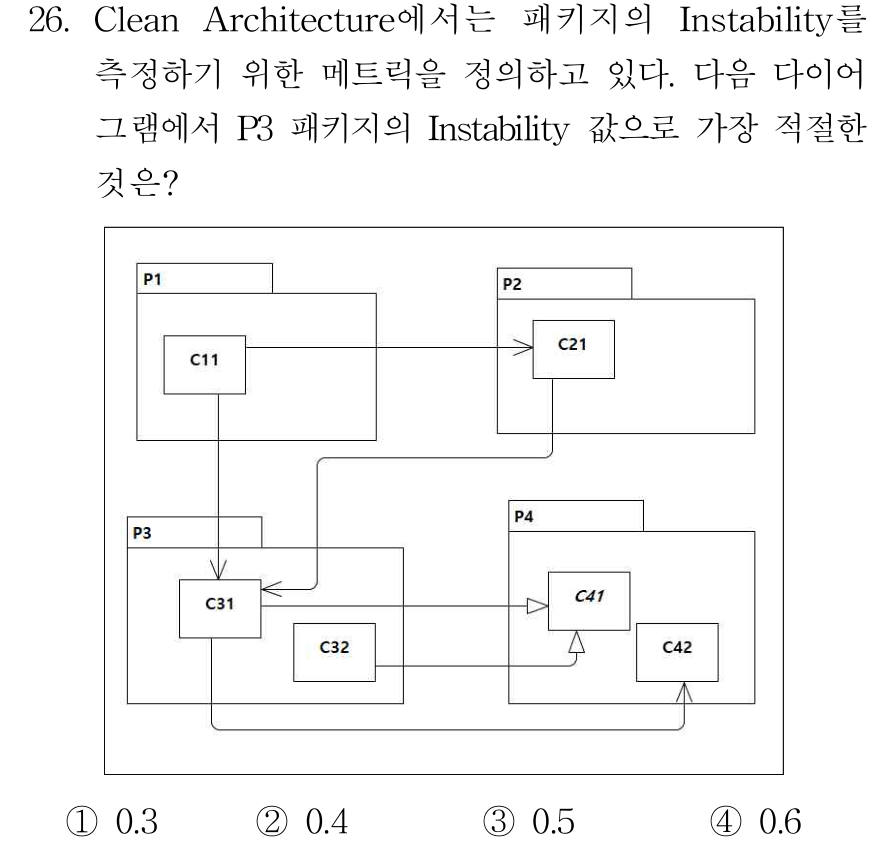 26. Clean Architecture에서는 패키지의 Instability를
측정하기 위한 메트릭을 정의하고 있다. 다음 다이어
그램에서 P3 패키지의 Instability 값으로 가장 적절한
것은?
P1
P2
C11
C21
P3
P4
C31
C41
C32
C42
① 0.3 ② 0.4 ③ 0.5 ④ 0.6